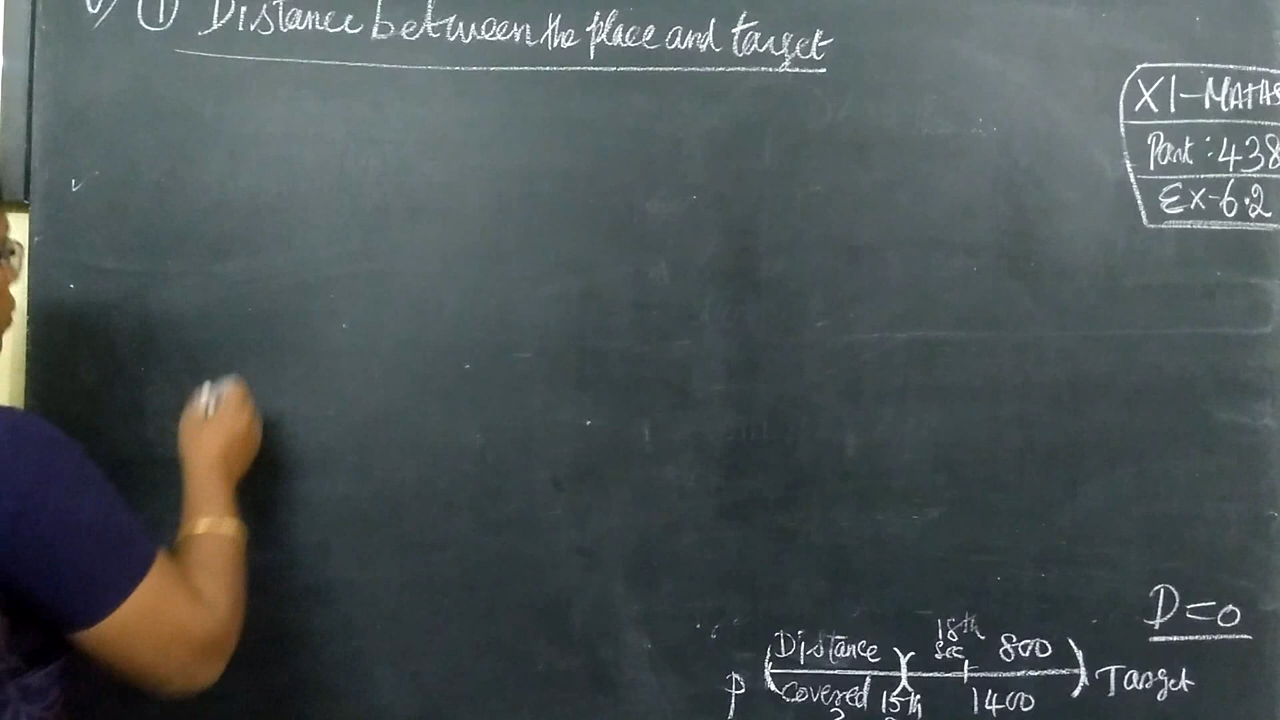 ① Distance between the place and target
XI-MATHS
Part: 438
Ex-6.2
D=0
18th
Distance sec 800
P Target
covered 15th 1400
?